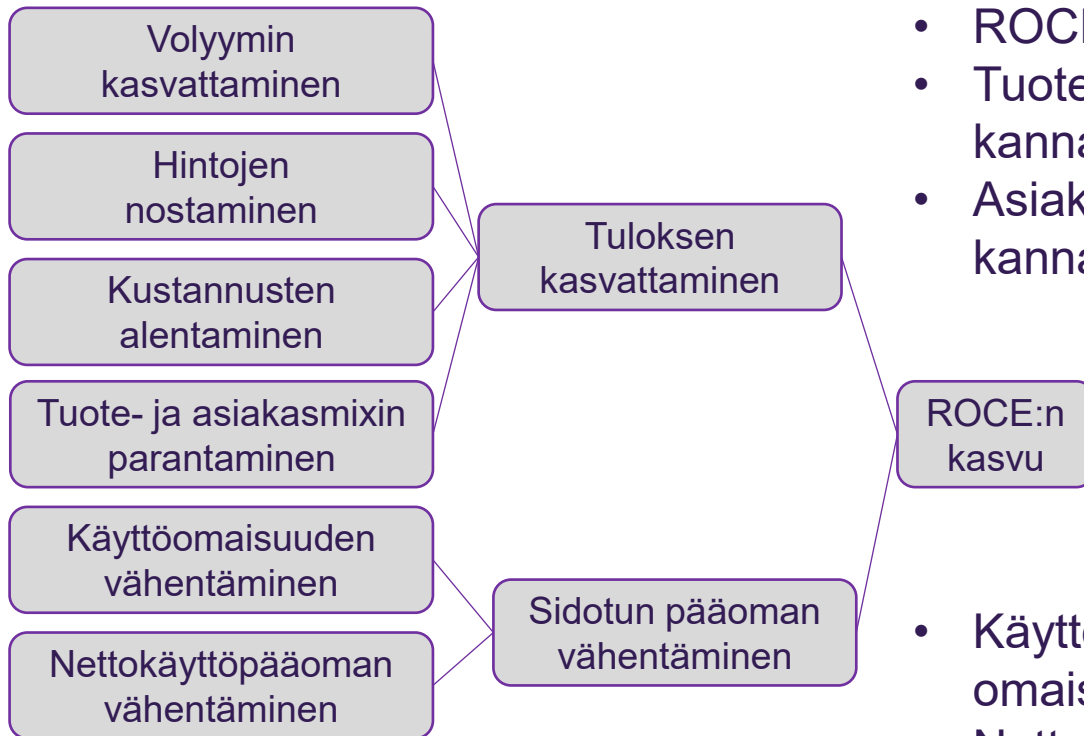 Volyymin
kasvattaminen
Hintojen
nostaminen
Kustannusten
alentaminen
Tuote- ja asiakasmixin
parantaminen
Käyttöomaisuuden
vähentäminen
Nettokäyttöpääoman
vähentäminen
Tuloksen
kasvattaminen
Sidotun pääoman
vähentäminen
ROCE:n
kasvu